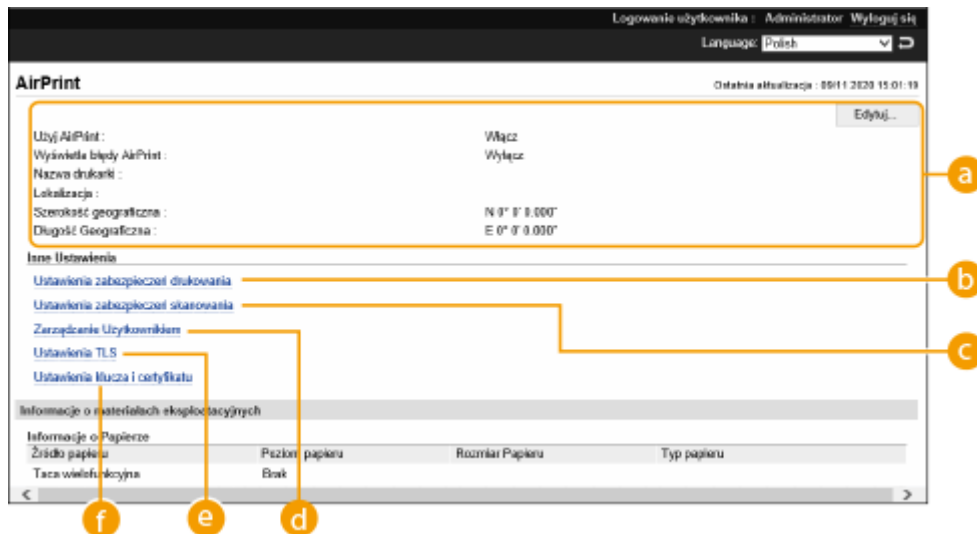 Logowanie użytkownika : Administrator Wyloguj się
Language: Polish
AirPrint
Ostatnia aktualizacja : 09/11 2020 15:01:19
Edytuj...
Użyj AirPrint : Włącz
Wyświetla błędy AirPrint : Wyłącz
Nazwa drukarki :
Lokalizacja :
Szerokość geograficzna : N 0° 0' 0.000"
Długość Geograficzna : E 0° 0' 0.000"
a
Inne Ustawienia
Ustawienia zabezpieczeń drukowania
b
Ustawienia zabezpieczeń skanowania
Zarządzanie Użytkownikiem
Ustawienia TLS
c
Ustawienia klucza i certyfikatu
Informacje o materiałach eksploatacyjnych
Informacje o Papierze
Źródło papieru Poziom papieru Rozmiar Papieru Typ papieru
Taca wielofunkcyjna Brak
f e d